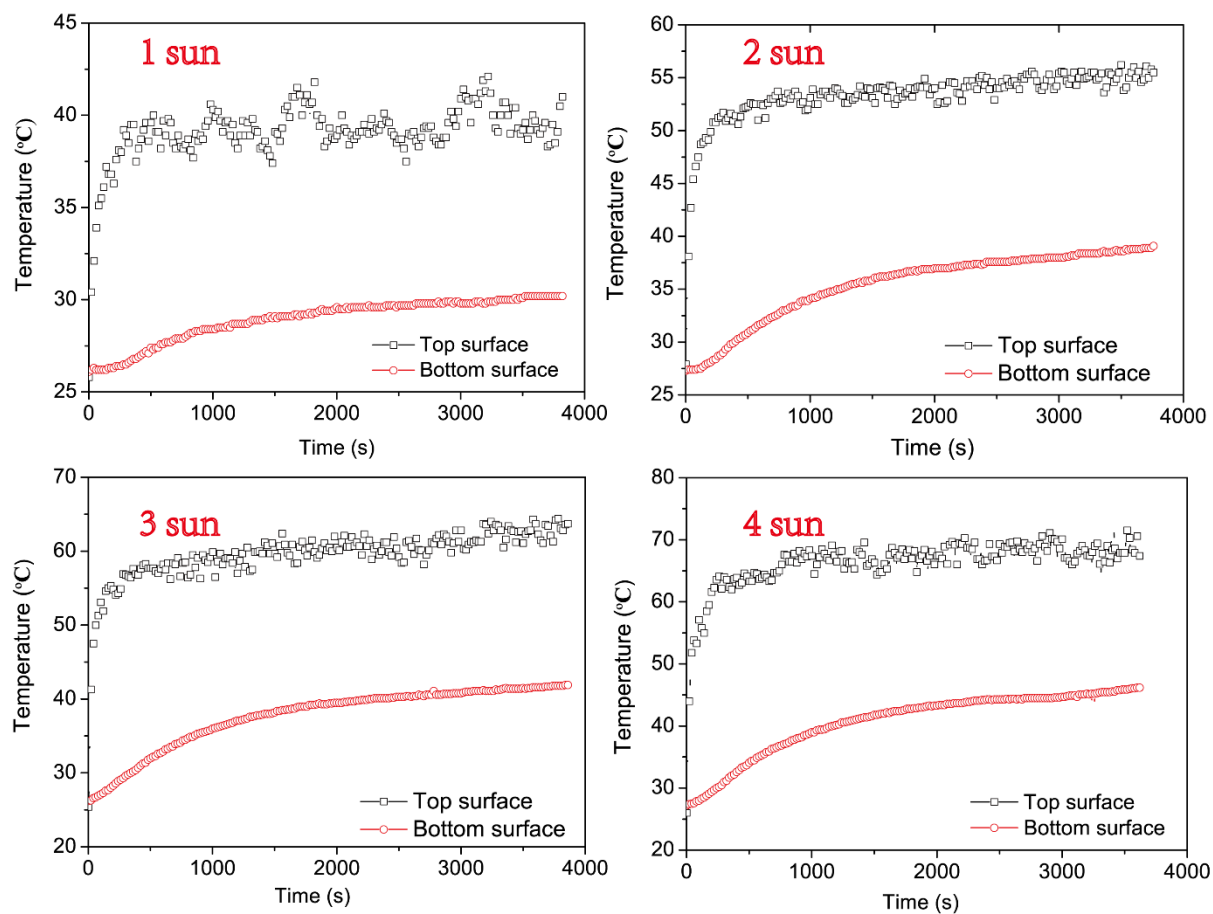 1 sun
Temperature (°C)
45
40
35
30
25
Top surface
Bottom surface
0 1000 2000 3000 4000
Time (s)
2 sun
Temperature (°C)
60
55
50
45
40
35
30
25
Top surface
Bottom surface
0 1000 2000 3000 4000
Time (s)
3 sun
Temperature (°C)
70
60
50
40
30
20
Top surface
Bottom surface
0 1000 2000 3000 4000
Time (s)
4 sun
Temperature (°C)
80
70
60
50
40
30
20
Top surface
Bottom surface
0 1000 2000 3000 4000
Time (s)